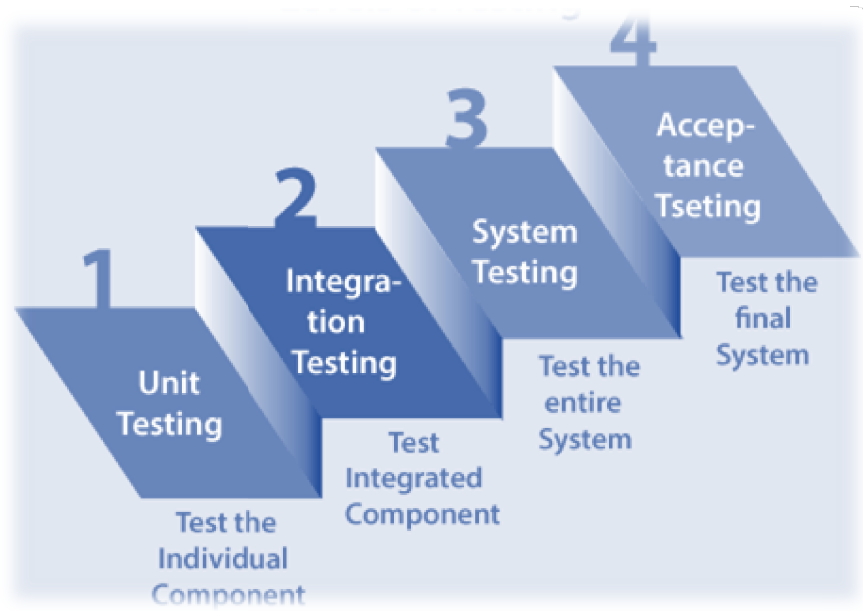 1
Unit
Testing
Test the
Individual
Component
2
Integra-
tion
Testing
Test
Integrated
Component
3
System
Testing
Test the
entire
System
4
Accep-
tance
Tseting
Test the
final
System